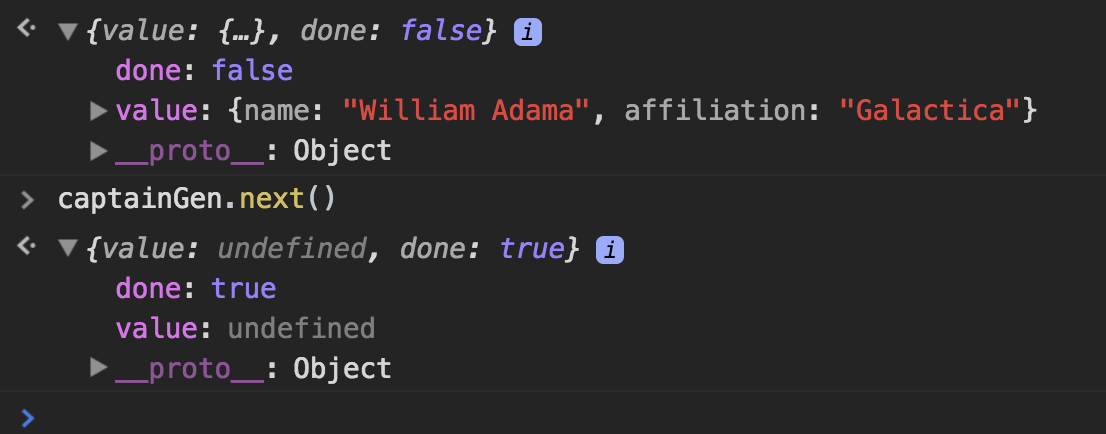 {value: {…}, done: false} i
done: false
value: {name: "William Adama", affiliation: "Galactica"}
__proto__: Object
captainGen.next()
{value: undefined, done: true} i
done: true
value: undefined
__proto__: Object